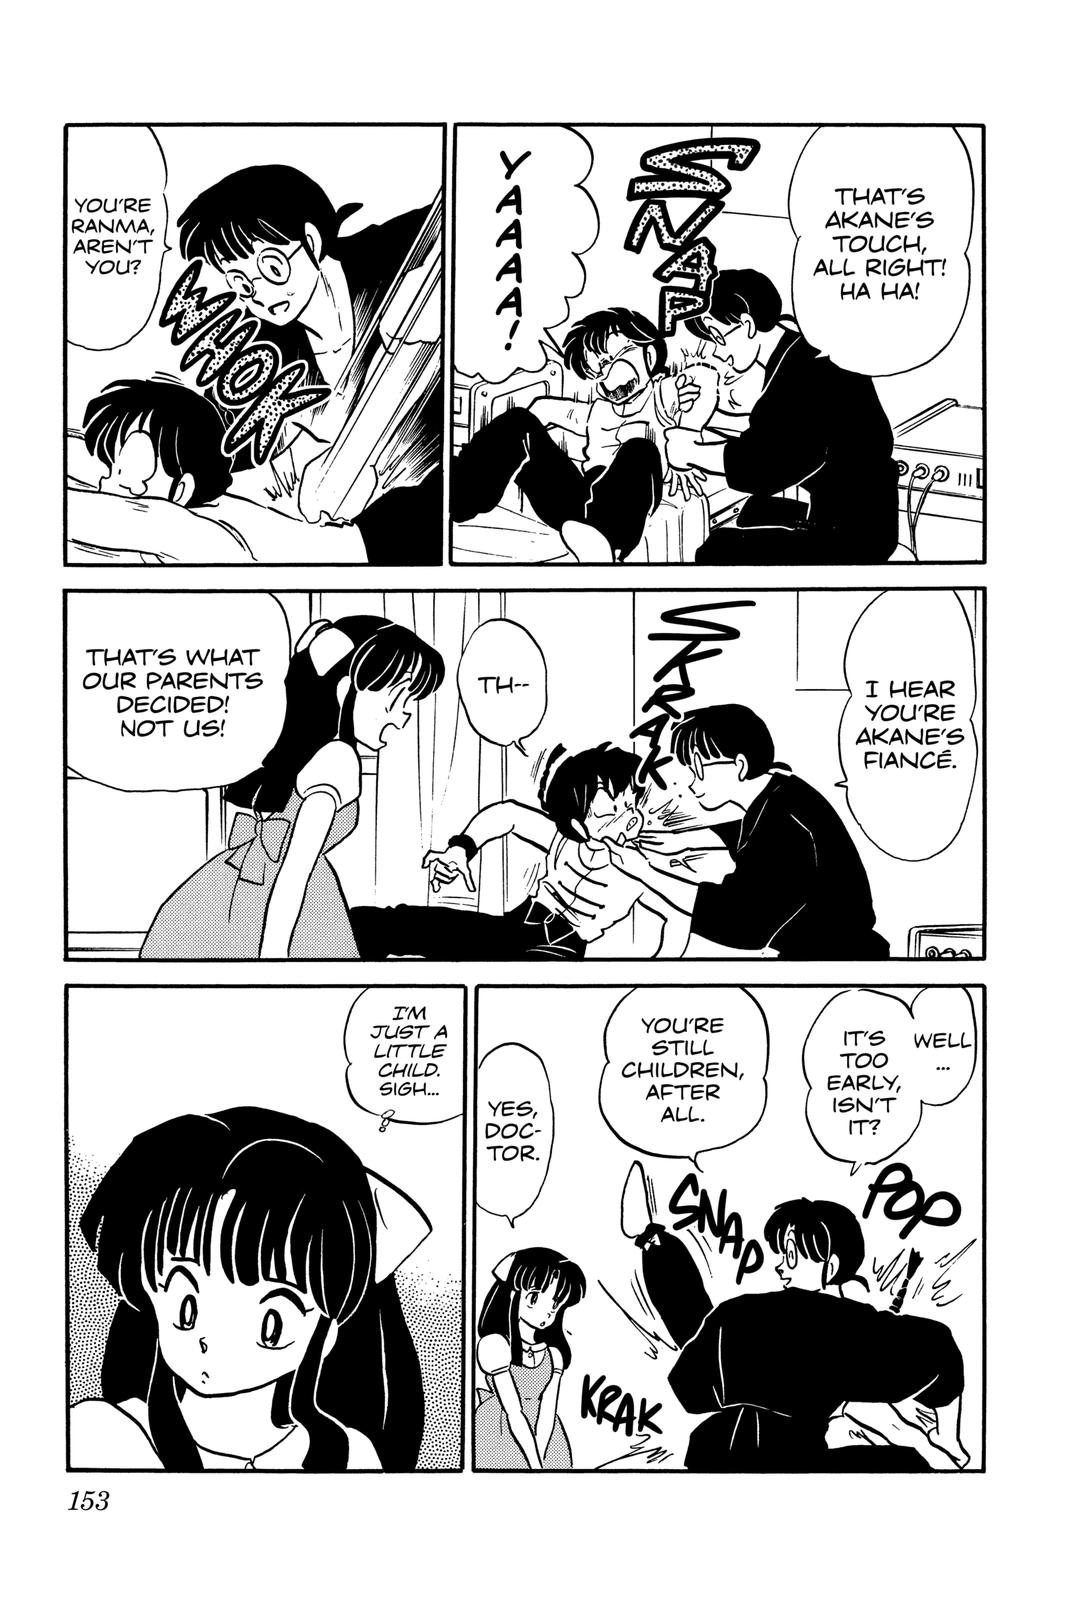 THAT'S
AKANE'S
TOUCH,
ALL RIGHT!
HA HA!
SNAP
YAAAA!
YOU'RE
RANMA,
AREN'T
YOU?
WHOK
I HEAR
YOU'RE
AKANE'S
FIANCÉ.
SKRAK
TH--
THAT'S WHAT
OUR PARENTS
DECIDED!
NOT US!
WELL
...
IT'S
TOO
EARLY,
ISN'T
IT?
POP
YOU'RE
STILL
CHILDREN,
AFTER
ALL.
SNAP
KRAK
YES,
DOC-
TOR.
I'M
JUST A
LITTLE
CHILD.
SIGH...
153